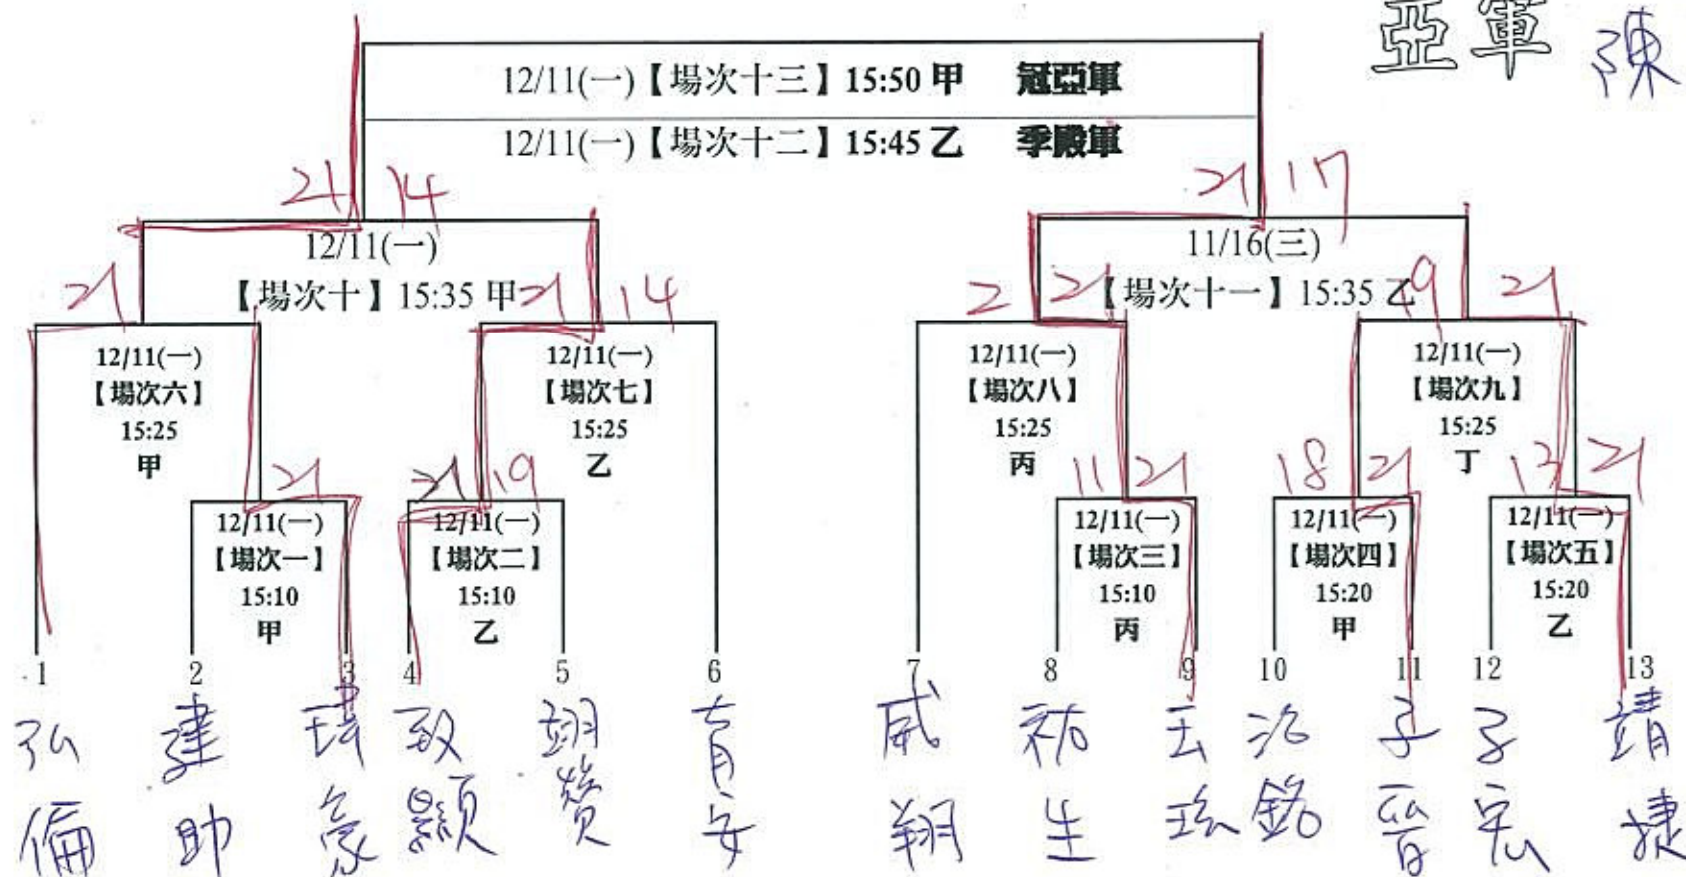 亞軍 陳
12/11(一)【場次十三】15:50 甲 冠亞軍
12/11(一)【場次十二】15:45 乙 季殿軍
21 14 21 17
12/11(一) 11/16(三)
21 【場次十】15:35 甲 21 14 2 21 【場次十一】15:35 乙 19 21
12/11(一) 12/11(一) 12/11(一) 12/11(一)
【場次六】 【場次七】 【場次八】 【場次九】
15:25 15:25 15:25 15:25
甲 乙 丙 丁
21 21 19 11 21 18 21 13 21
12/11(一) 12/11(一) 12/11(一) 12/11(一) 12/11(一)
【場次一】 【場次二】 【場次三】 【場次四】 【場次五】
15:10 15:10 15:10 15:20 15:20
甲 乙 丙 甲 乙
1 2 3 4 5 6 7 8 9 10 11 12 13
弘 建助 致顯 翊贊 育安 威翔 祐生 銘 子晉 子宏 靖捷